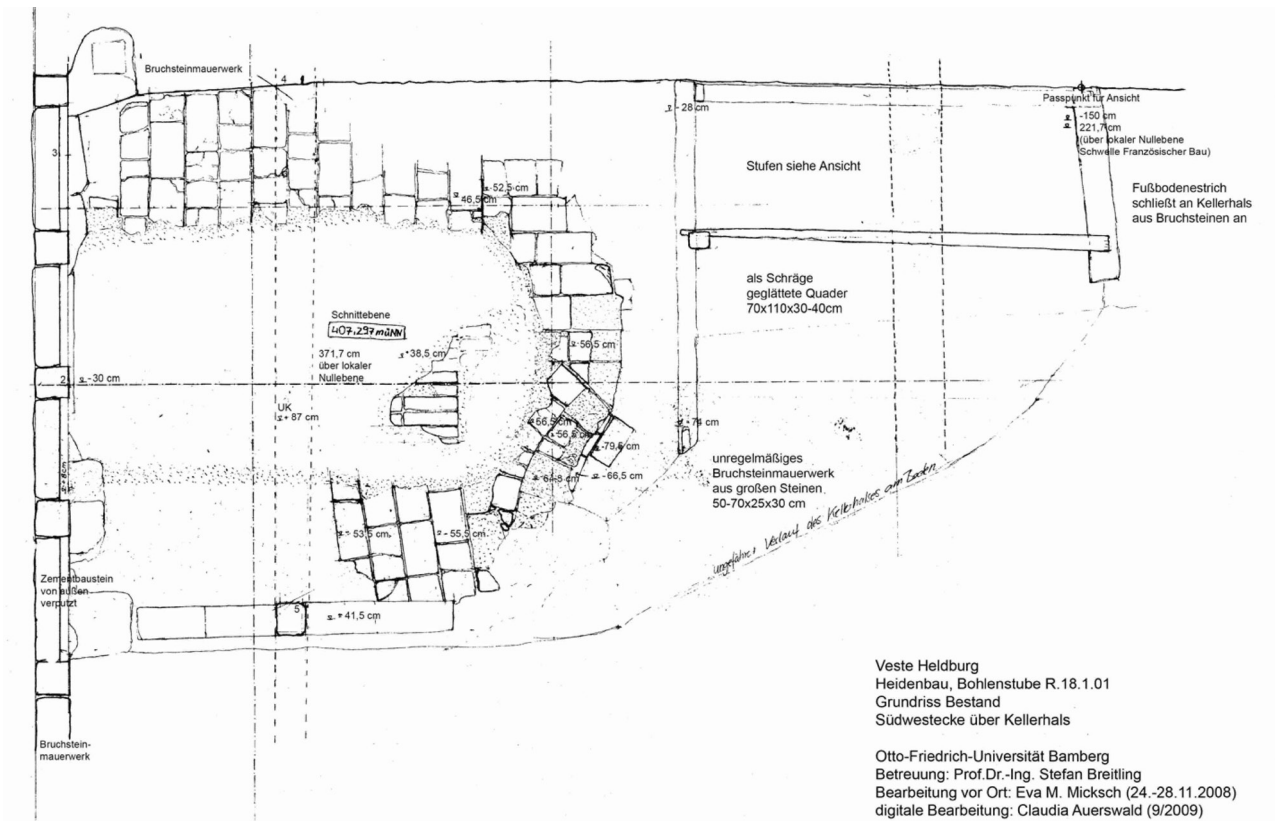 Bruchsteinmauerwerk
4
- 28 cm
Passpunkt für Ansicht
-150 cm
221,7 cm
(über lokaler Nullebene
Schwelle Französischer Bau)
3
Stufen siehe Ansicht
- 52,5 cm
46,5 cm
Fußbodenestrich
schließt an Kellerhals
aus Bruchsteinen an
als Schräge
geglättete Quader
70x110x30-40cm
Schnittebene
407,297 müNN
371,7 cm
über lokaler
Nullebene
+ 38,5 cm
- 56,5 cm
2
- 30 cm
UK
+ 87 cm
56,5 cm
- 56,5 cm
- 74 cm
-79,5 cm
- 66,5 cm
unregelmäßiges
Bruchsteinmauerwerk
aus großen Steinen
50-70x25x30 cm
ungefährer Verlauf des Kellerhalses am Boden
- 53,5 cm
- 55,5 cm
Zementbaustein
von außen
verputzt
5
+ 41,5 cm
Bruchstein-
mauerwerk
Veste Heldburg
Heidenbau, Bohlenstube R.18.1.01
Grundriss Bestand
Südwestecke über Kellerhals
Otto-Friedrich-Universität Bamberg
Betreuung: Prof.Dr.-Ing. Stefan Breitling
Bearbeitung vor Ort: Eva M. Micksch (24.-28.11.2008)
digitale Bearbeitung: Claudia Auerswald (9/2009)